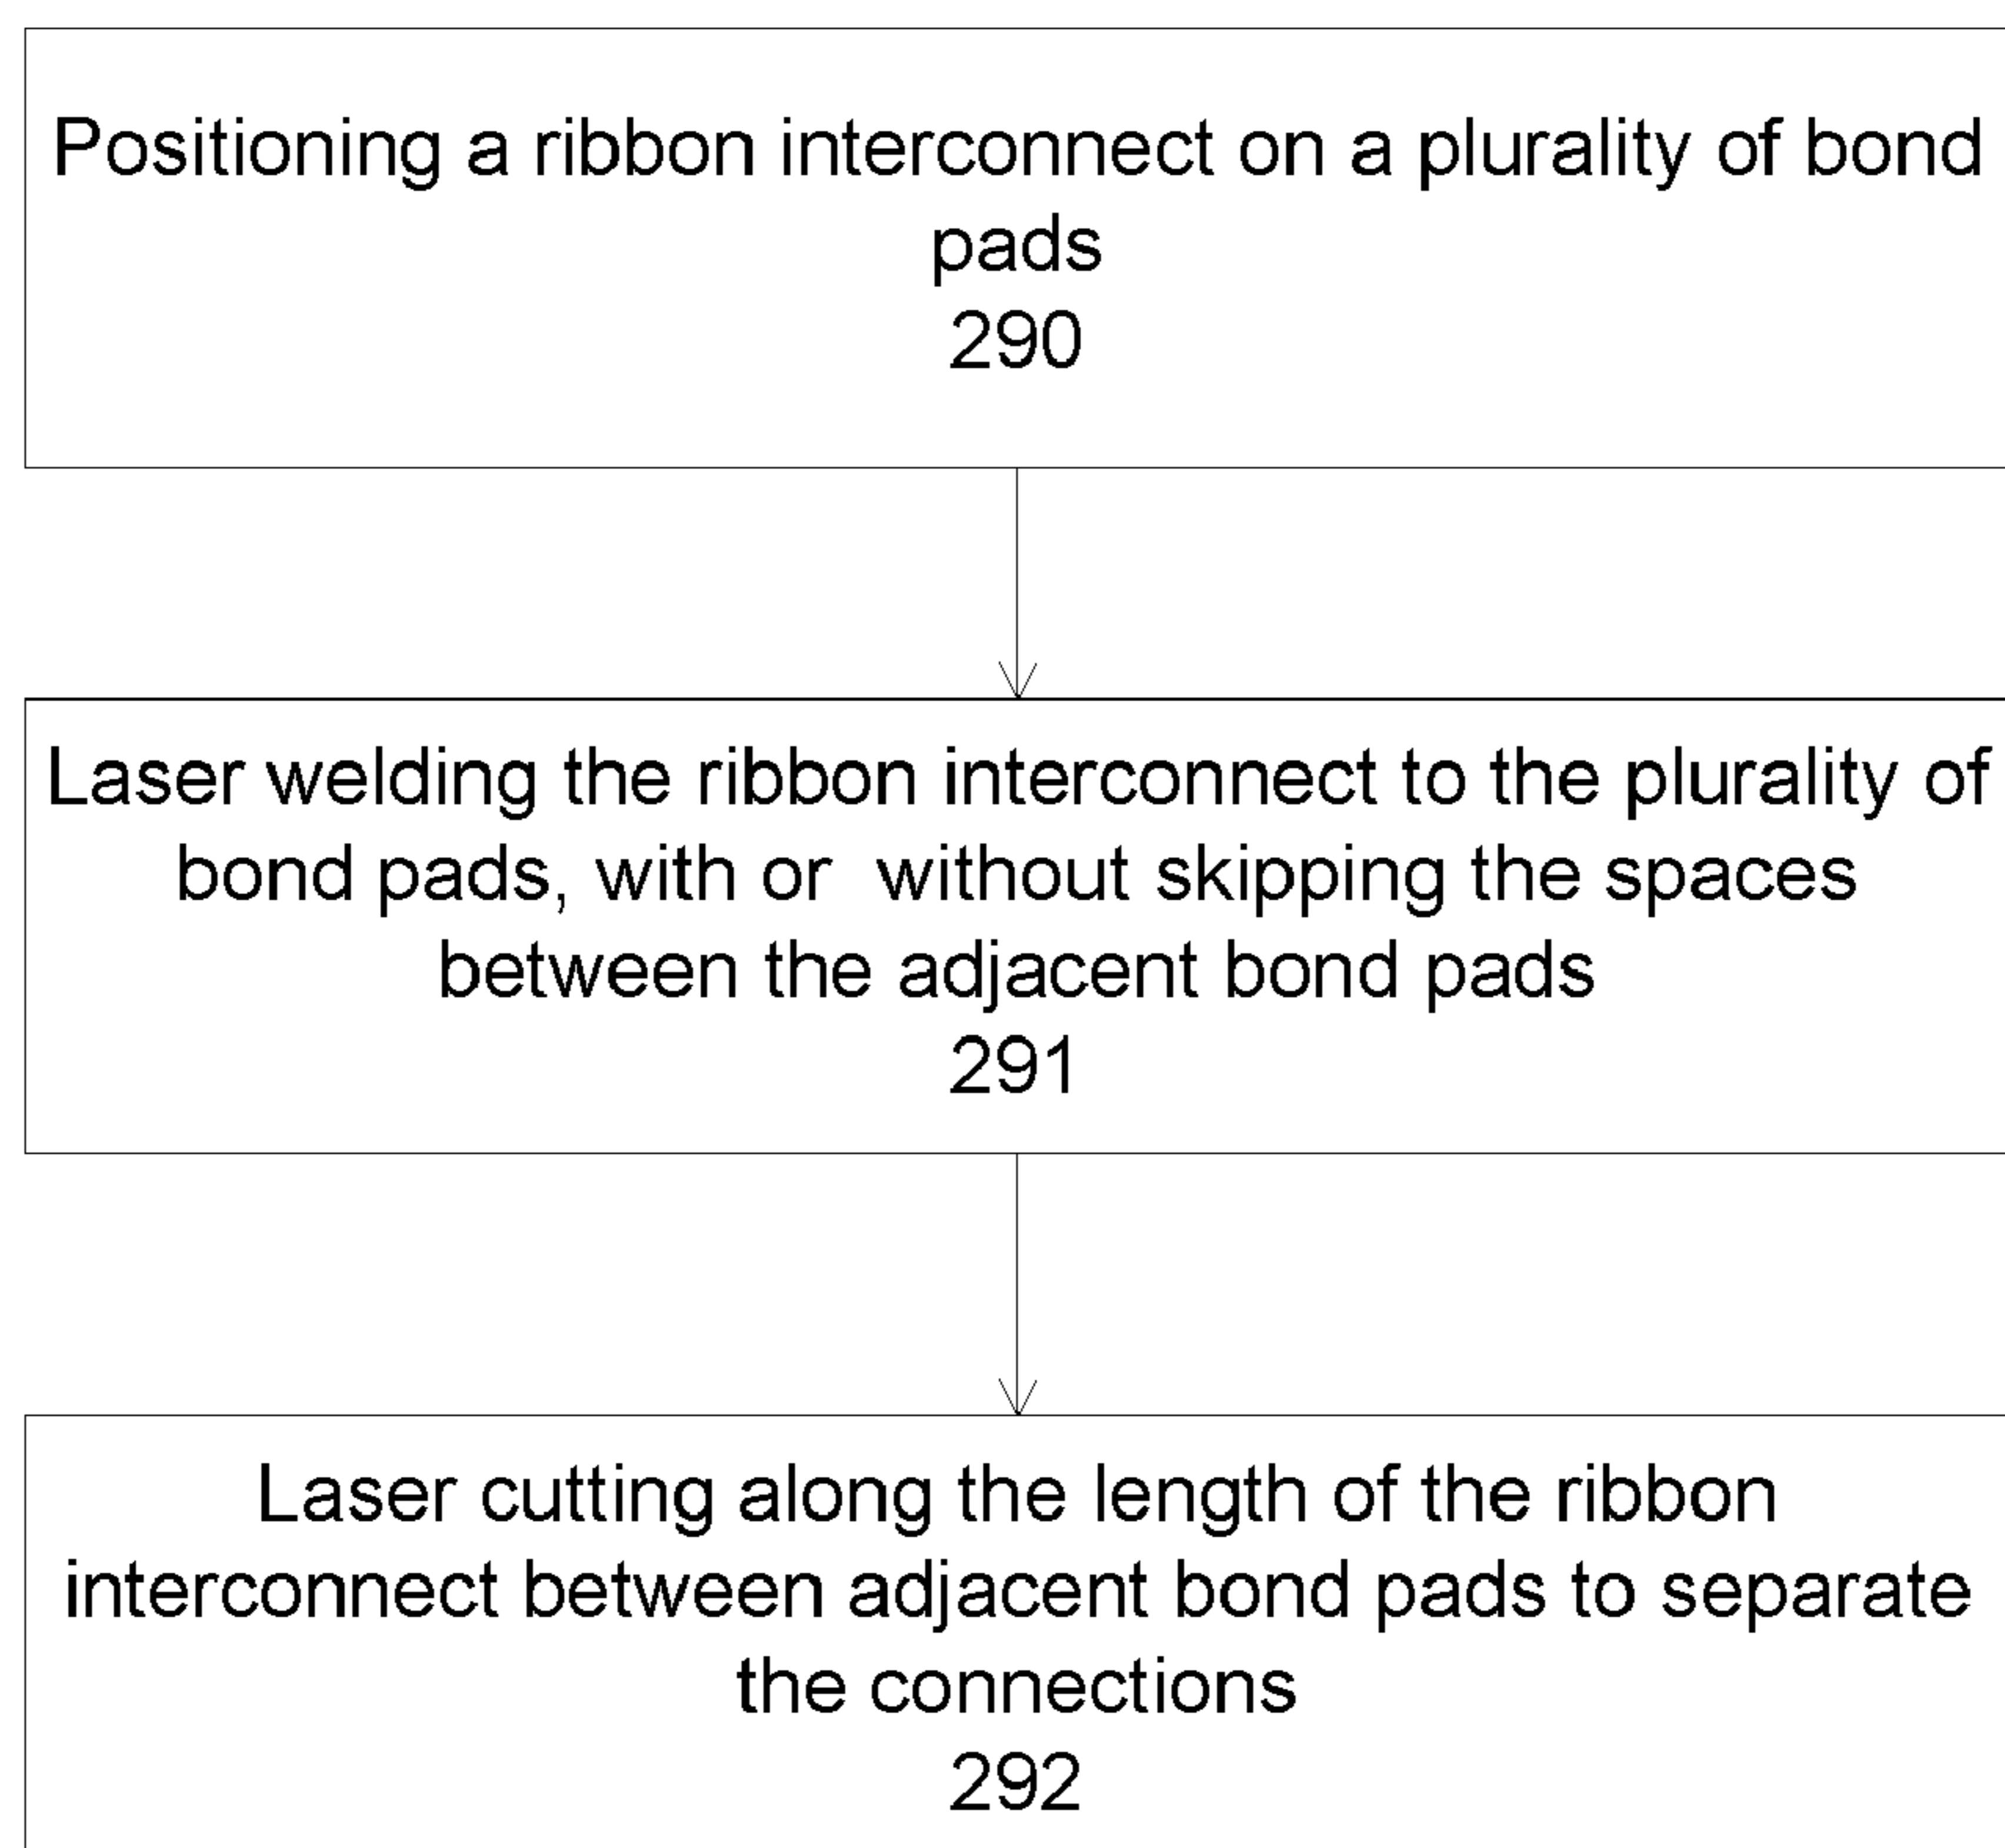 Positioning a ribbon interconnect on a plurality of bond
pads
290
Laser welding the ribbon interconnect to the plurality of
bond pads, with or without skipping the spaces
between the adjacent bond pads
291
Laser cutting along the length of the ribbon
interconnect between adjacent bond pads to separate
the connections
292